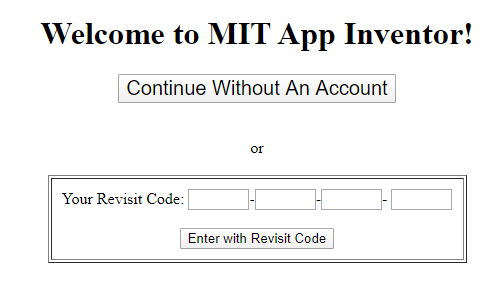 Welcome to MIT App Inventor!
Continue Without An Account
or
Your Revisit Code: - - -
Enter with Revisit Code